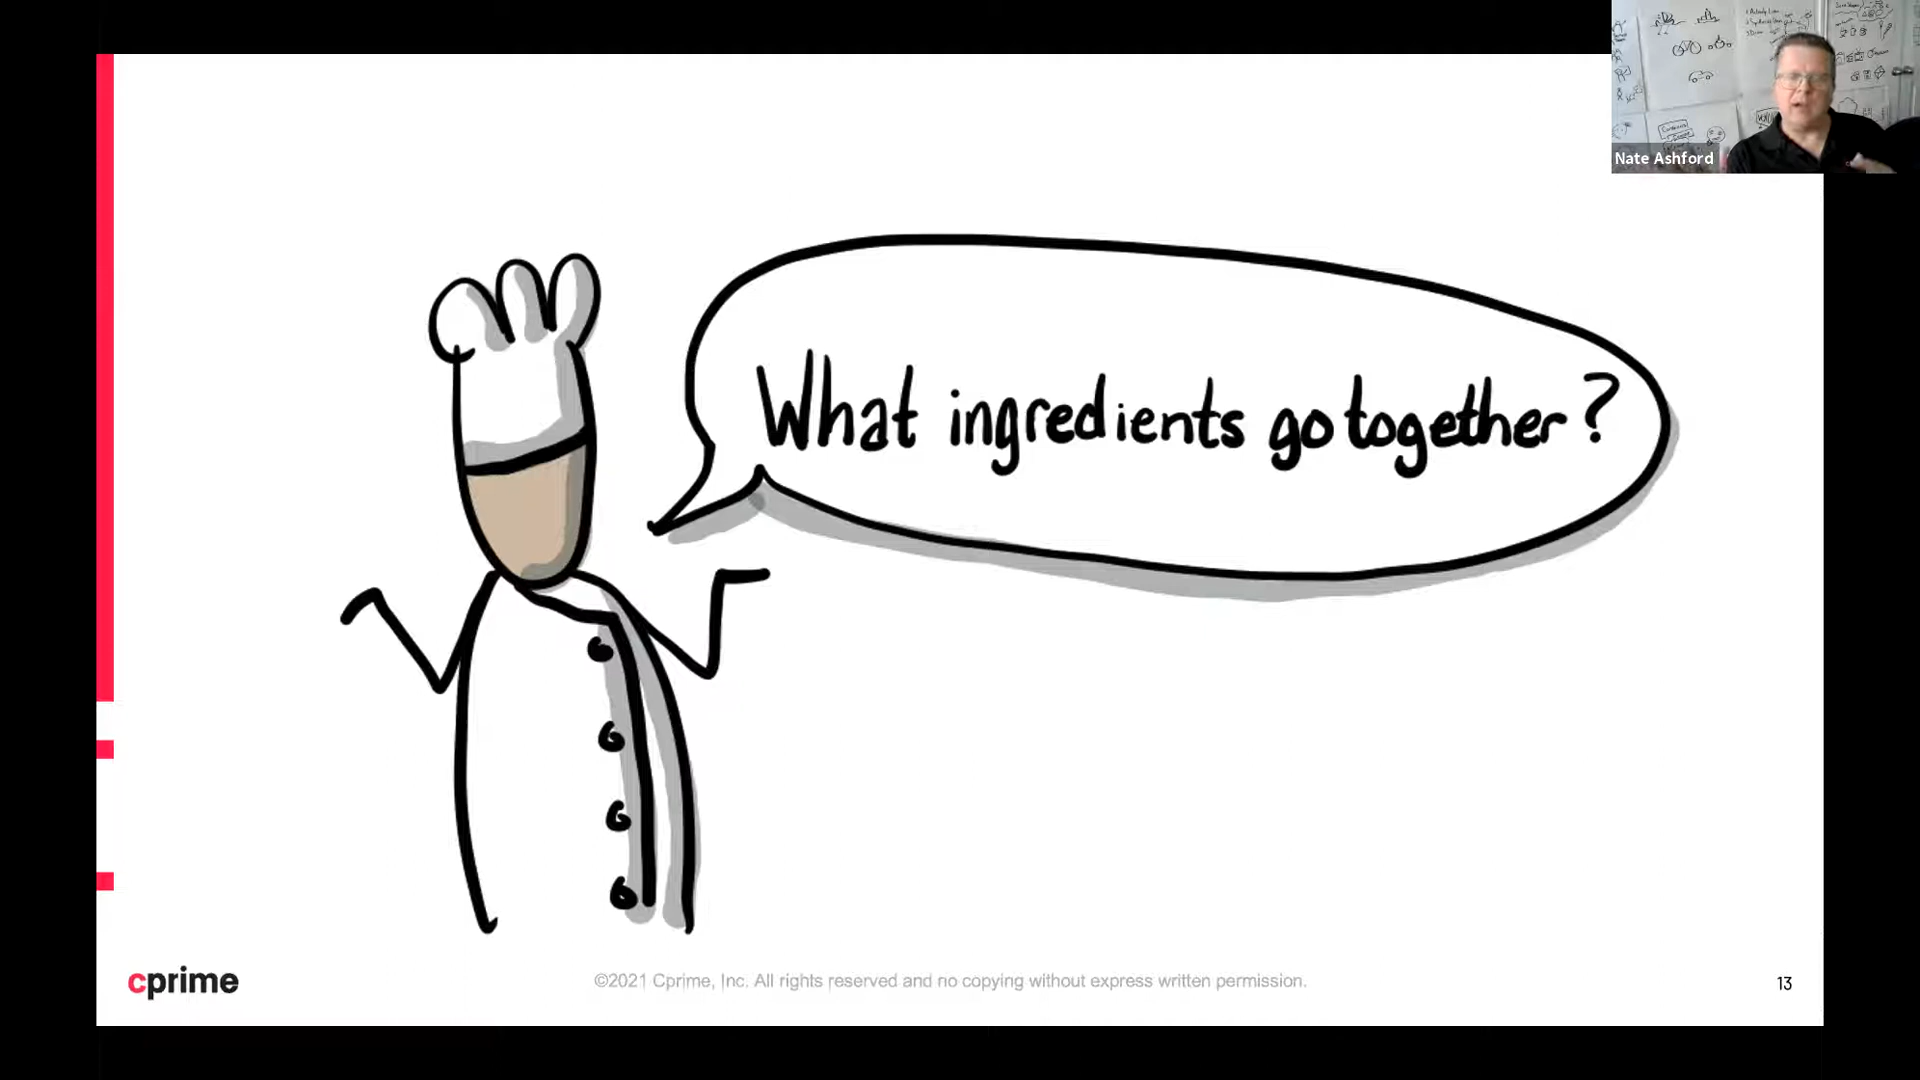 Nate Ashford
What ingredients go together?
cprime
©2021 Cprime, Inc. All rights reserved and no copying without express written permission.
13